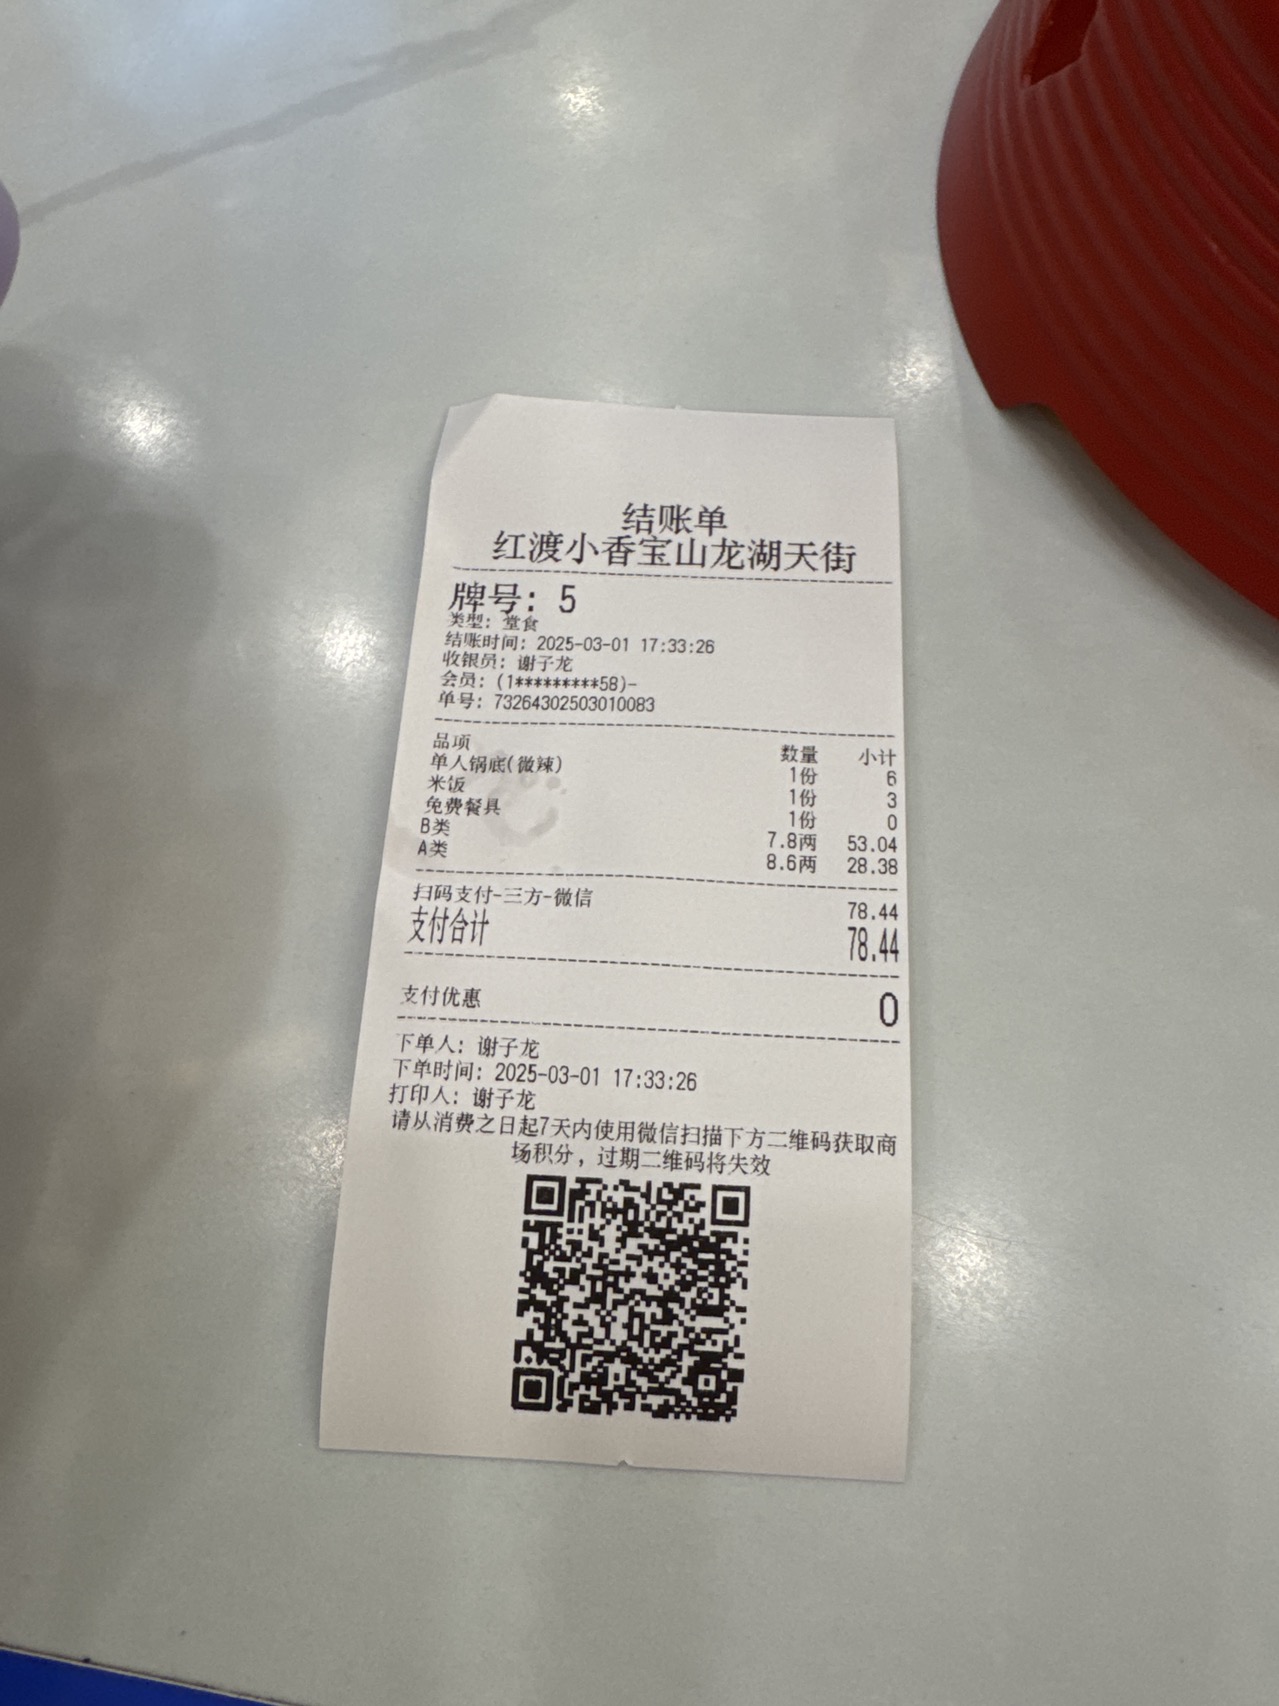 结账单
红渡小香宝山龙湖天街
牌号: 5
类型: 堂食
结账时间: 2025-03-01 17:33:26
收银员: 谢子龙
会员: (1*********58)-
单号: 73264302503010083
品项 数量 小计
单人锅底(微辣) 1份 6
米饭 1份 3
免费餐具 1份 0
B类 7.8两 53.04
A类 8.6两 28.38
扫码支付-三方-微信 78.44
支付合计 78.44
支付优惠 0
下单人: 谢子龙
下单时间: 2025-03-01 17:33:26
打印人: 谢子龙
请从消费之日起7天内使用微信扫描下方二维码获取商
场积分, 过期二维码将失效